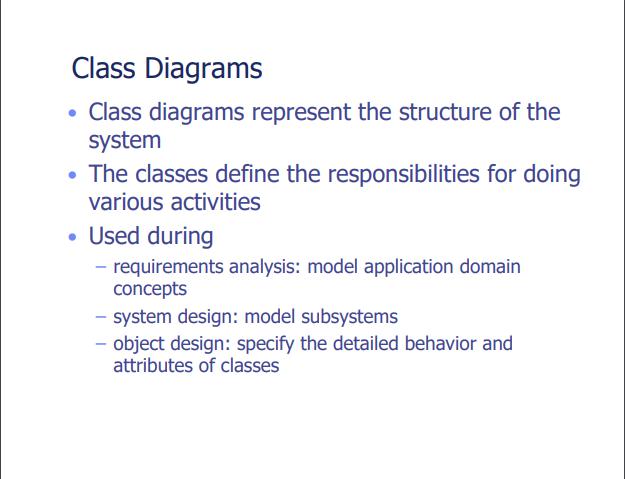 Class Diagrams
• Class diagrams represent the structure of the
system
• The classes define the responsibilities for doing
various activities
• Used during
– requirements analysis: model application domain
concepts
– system design: model subsystems
– object design: specify the detailed behavior and
attributes of classes